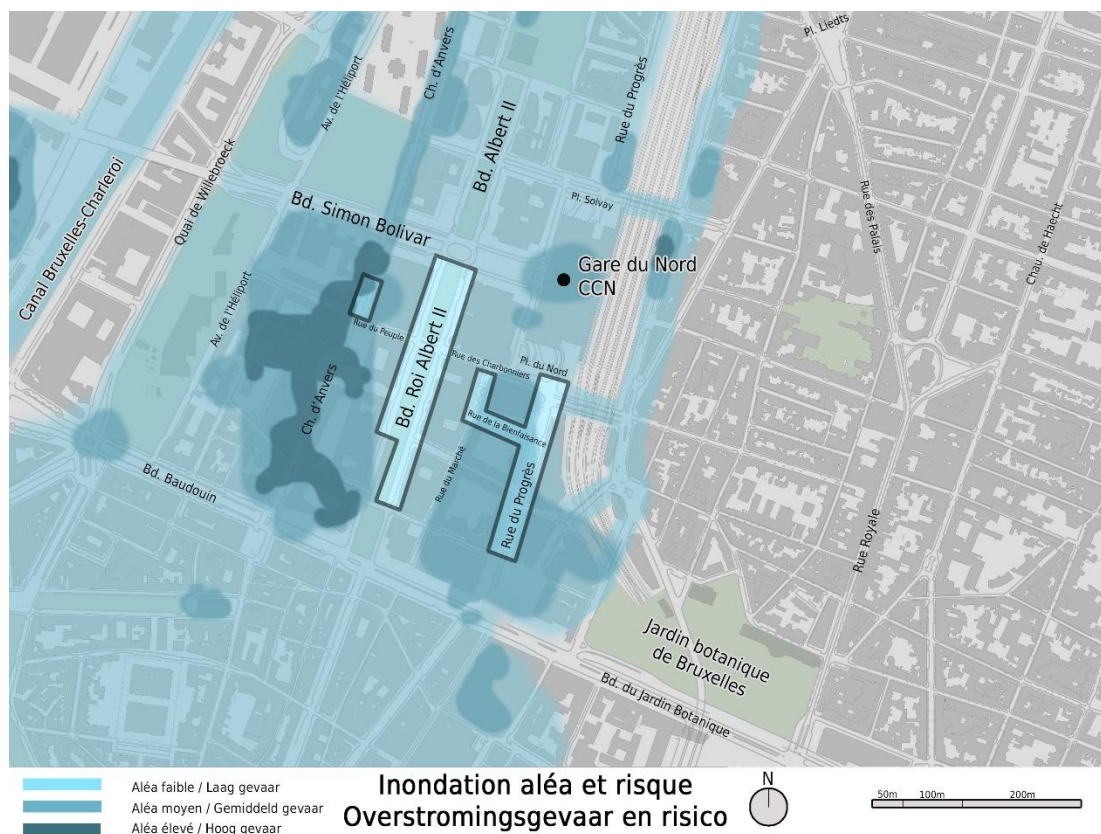 Pl. Liedts
Ch. d'Anvers
Av. de l'Héliport
Rue du Progrès
Bd. Albert II
Canal Bruxelles-Charleroi
Quai de Willebroeck
Bd. Simon Bolivar
Pl. Solvay
Rue des Palais
Chau. de Haecht
Gare du Nord
CCN
Av. de l'Héliport
Rue du Peuple
Bd. Roi Albert II
Rue des Charbonniers
Pl. du Nord
Ch. d'Anvers
Rue de la Bienfaisance
Rue du Marché
Rue du Progrès
Bd. Baudouin
Rue Royale
Jardin botanique
de Bruxelles
Bd. du Jardin Botanique
Aléa faible / Laag gevaar
Aléa moyen / Gemiddeld gevaar
Aléa élevé / Hoog gevaar
Inondation aléa et risque
Overstromingsgevaar en risico
N
50m 100m 200m